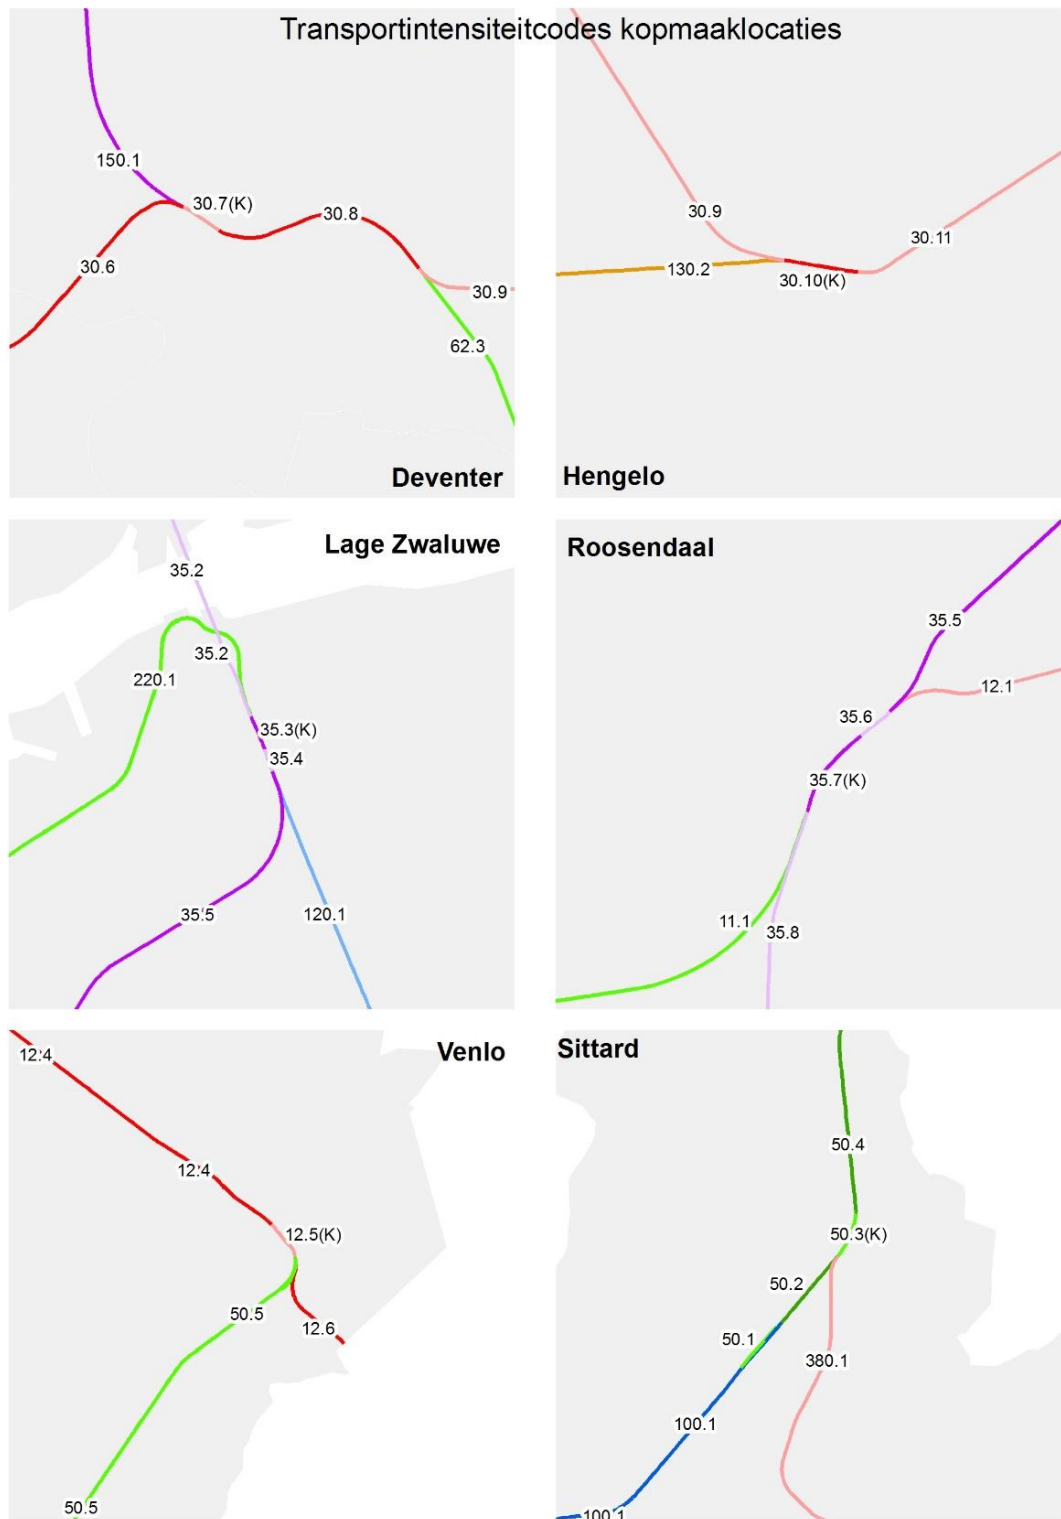 Transportintensiteitcodes kopmaaklocaties
150.1
30.7(K)
30.8
30.6
30.9
62.3
Deventer
30.9
30.11
130.2
30.10(K)
Hengelo
Lage Zwaluwe
35.2
35.2
220.1
35.3(K)
35.4
35.5
120.1
Roosendaal
35.5
12.1
35.6
35.7(K)
11.1
35.8
Venlo
12.4
12.4
12.5(K)
50.5
12.6
50.5
Sittard
50.4
50.3(K)
50.2
50.1
380.1
100.1
100.1